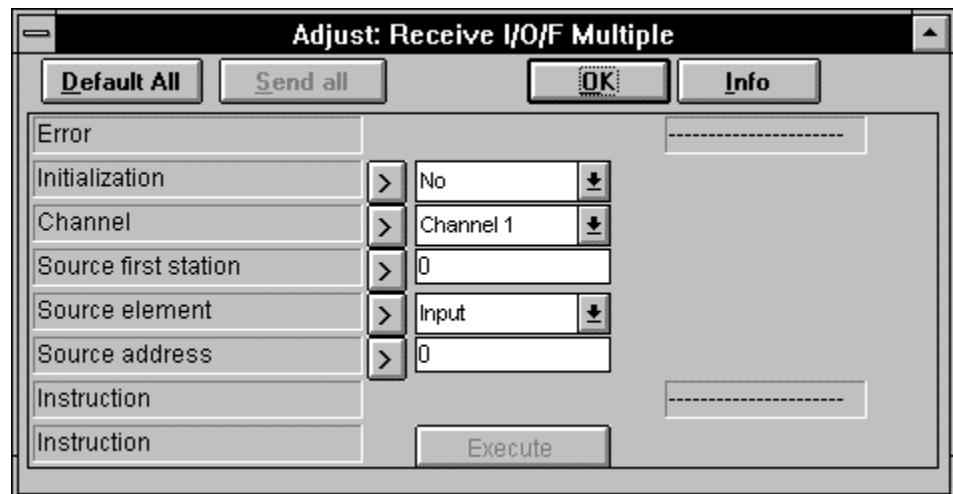 Adjust: Receive I/O/F Multiple
Default All Send all OK Info
Error ----------------------
Initialization > No
Channel > Channel 1
Source first station > 0
Source element > Input
Source address > 0
Instruction ----------------------
Instruction Execute